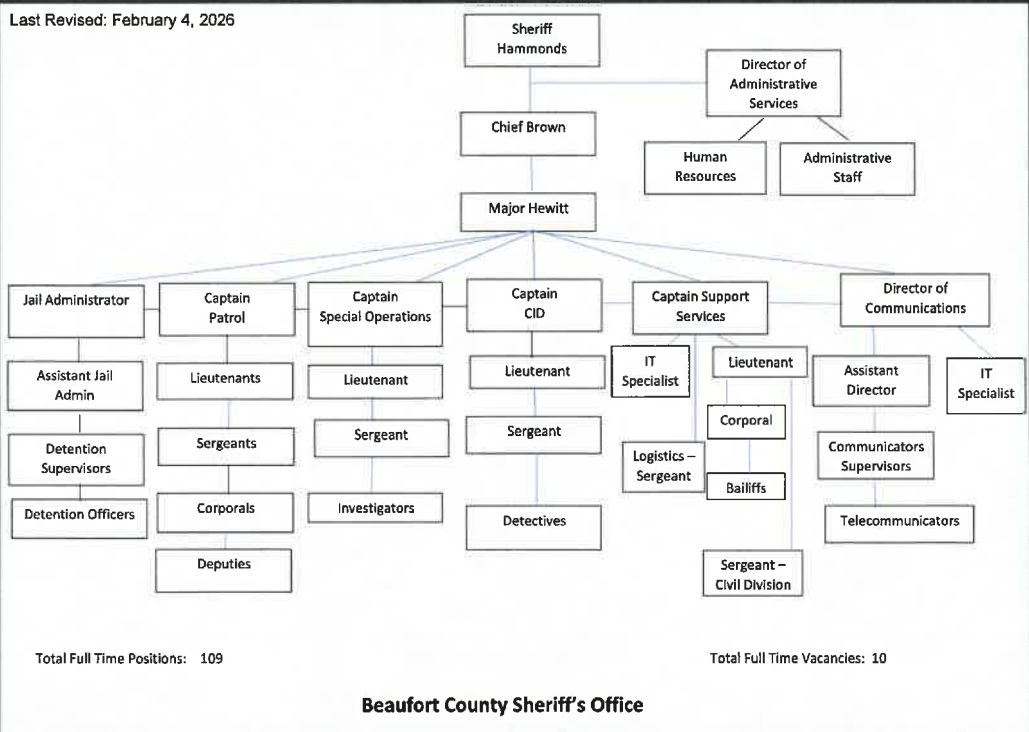 Last Revised: February 4, 2026
Sheriff
Hammonds
Director of
Administrative
Services
Chief Brown
Human
Resources
Administrative
Staff
Major Hewitt
Jail Administrator
Captain
Patrol
Captain
Special Operations
Captain
CID
Captain Support
Services
Director of
Communications
Assistant Jail
Admin
Lieutenants
Lieutenant
Lieutenant
IT
Specialist
Lieutenant
Assistant
Director
IT
Specialist
Detention
Supervisors
Sergeants
Sergeant
Sergeant
Logistics –
Sergeant
Corporal
Communicators
Supervisors
Detention Officers
Corporals
Investigators
Detectives
Bailiffs
Telecommunicators
Deputies
Sergeant –
Civil Division
Total Full Time Positions: 109
Total Full Time Vacancies: 10
Beaufort County Sheriff's Office